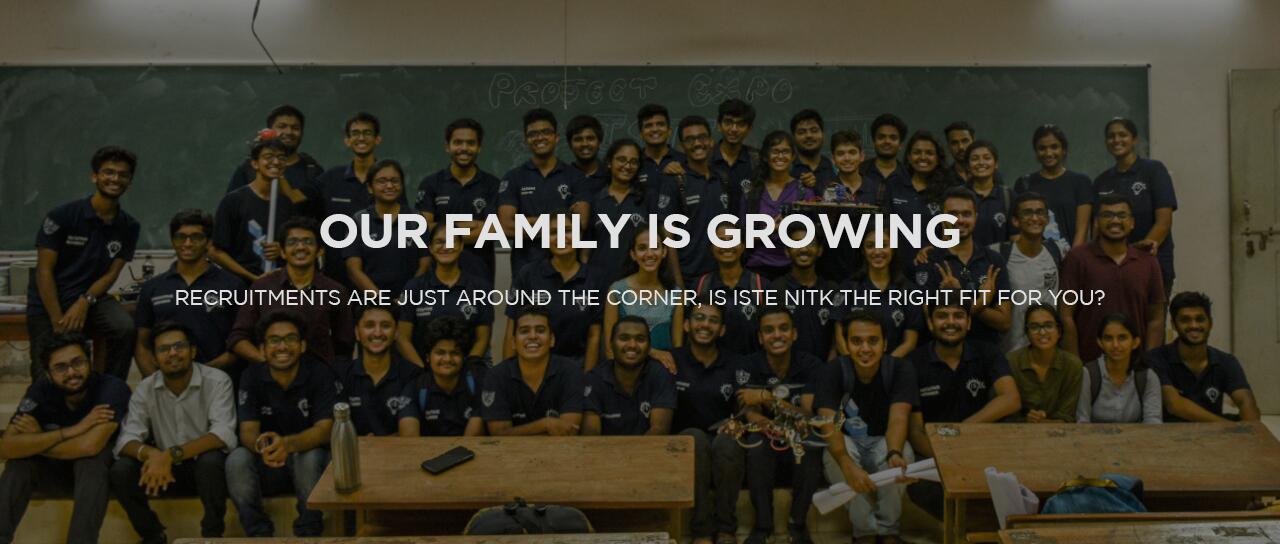 PROJECT EXPO
OUR FAMILY IS GROWING
RECRUITMENTS ARE JUST AROUND THE CORNER, IS ISTE NITK THE RIGHT FIT FOR YOU?